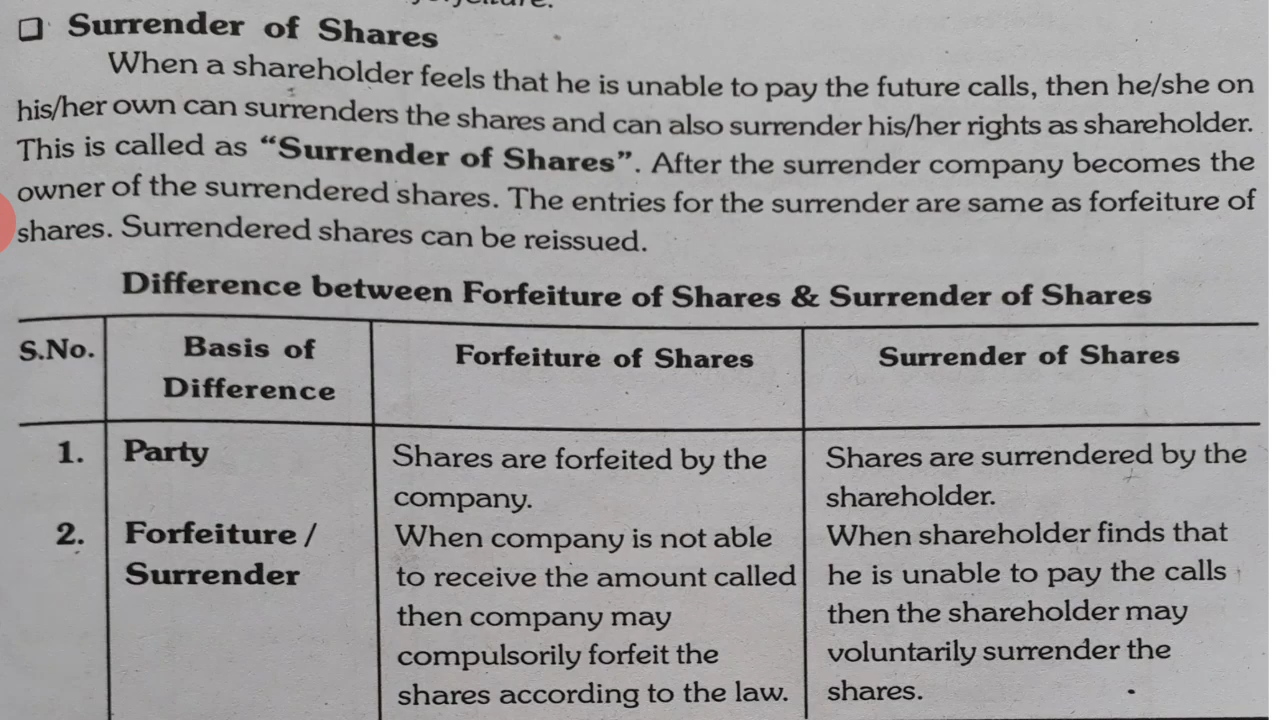 ❑ Surrender of Shares
When a shareholder feels that he is unable to pay the future calls, then he/she on
his/her own can surrenders the shares and can also surrender his/her rights as shareholder.
This is called as “Surrender of Shares”. After the surrender company becomes the
owner of the surrendered shares. The entries for the surrender are same as forfeiture of
shares. Surrendered shares can be reissued.
Difference between Forfeiture of Shares & Surrender of Shares
S.No. Basis of Forfeiture of Shares Surrender of Shares
Difference
1. Party Shares are forfeited by the Shares are surrendered by the
company. shareholder.
2. Forfeiture / When company is not able When shareholder finds that
Surrender to receive the amount called he is unable to pay the calls
then company may then the shareholder may
compulsorily forfeit the voluntarily surrender the
shares according to the law. shares.